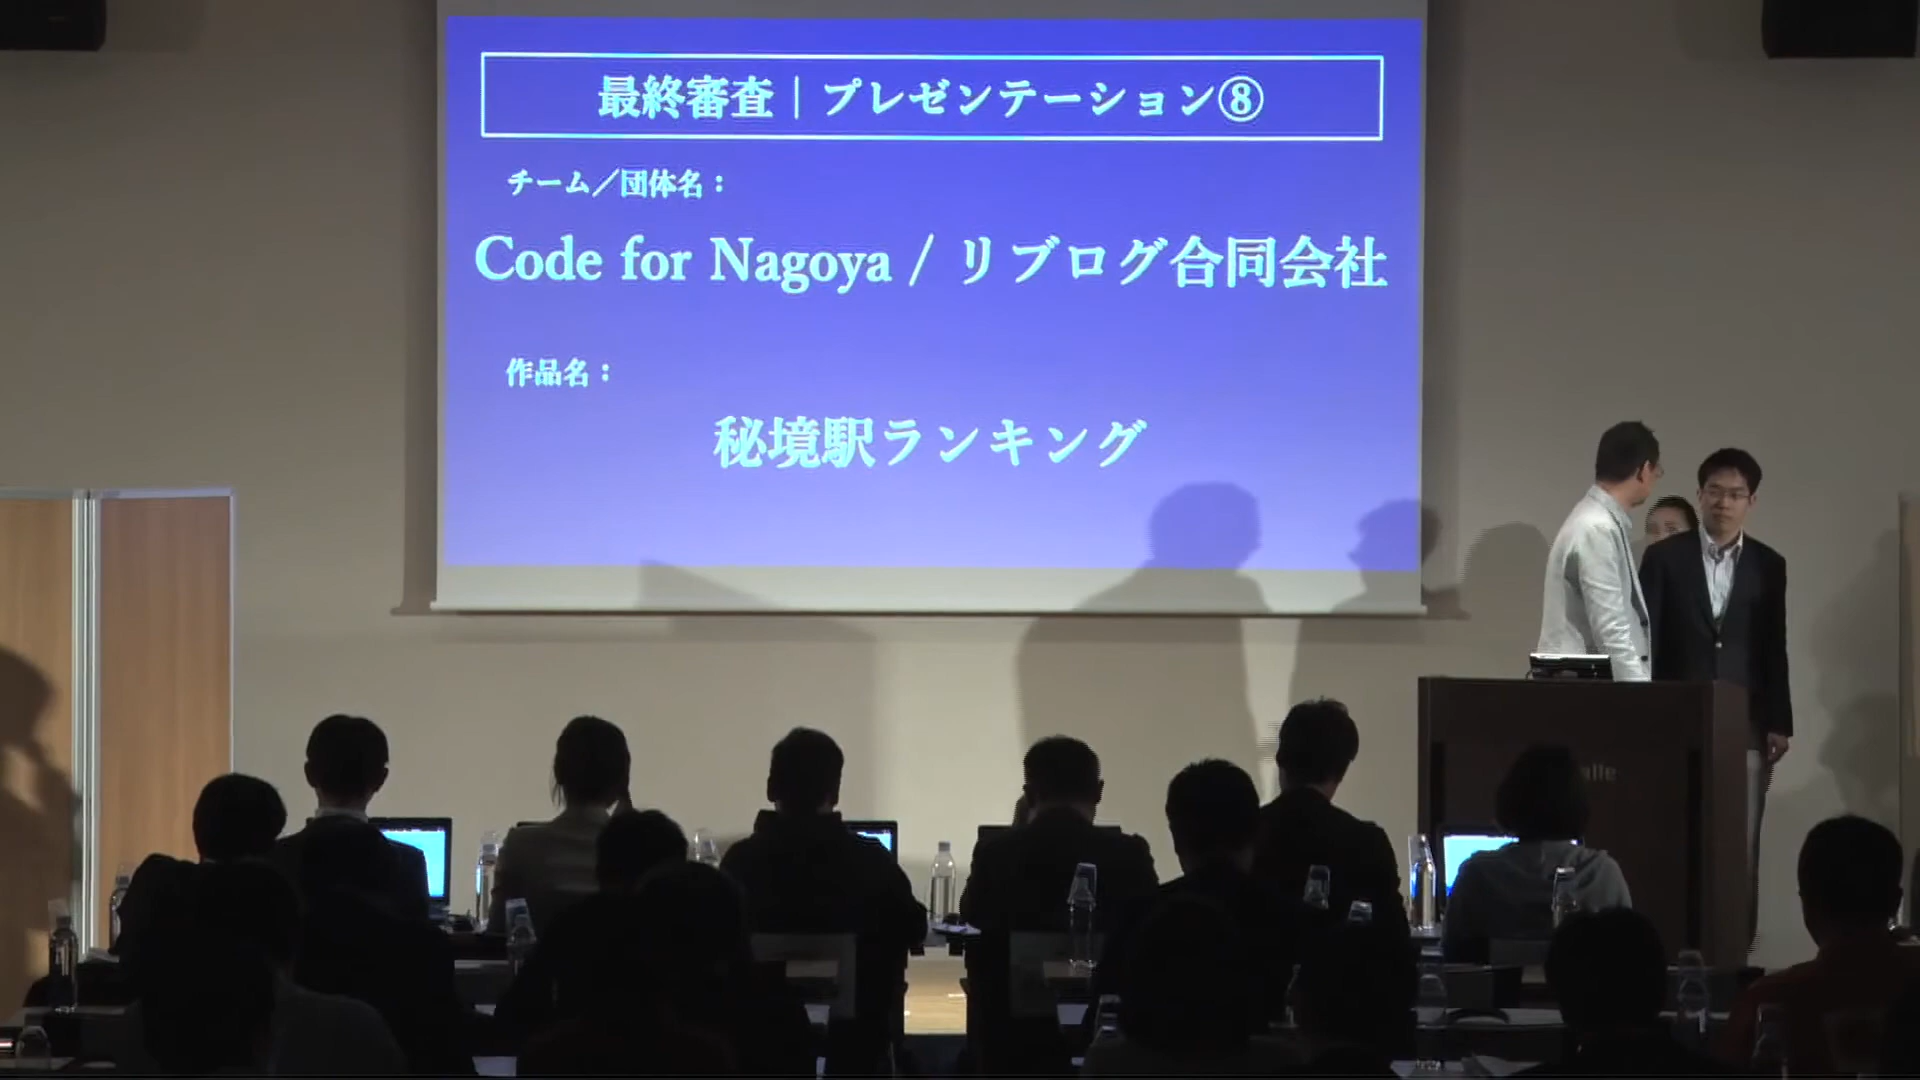 最終審査｜プレゼンテーション⑧
チーム／団体名：
Code for Nagoya / リブログ合同会社
作品名：
秘境駅ランキング